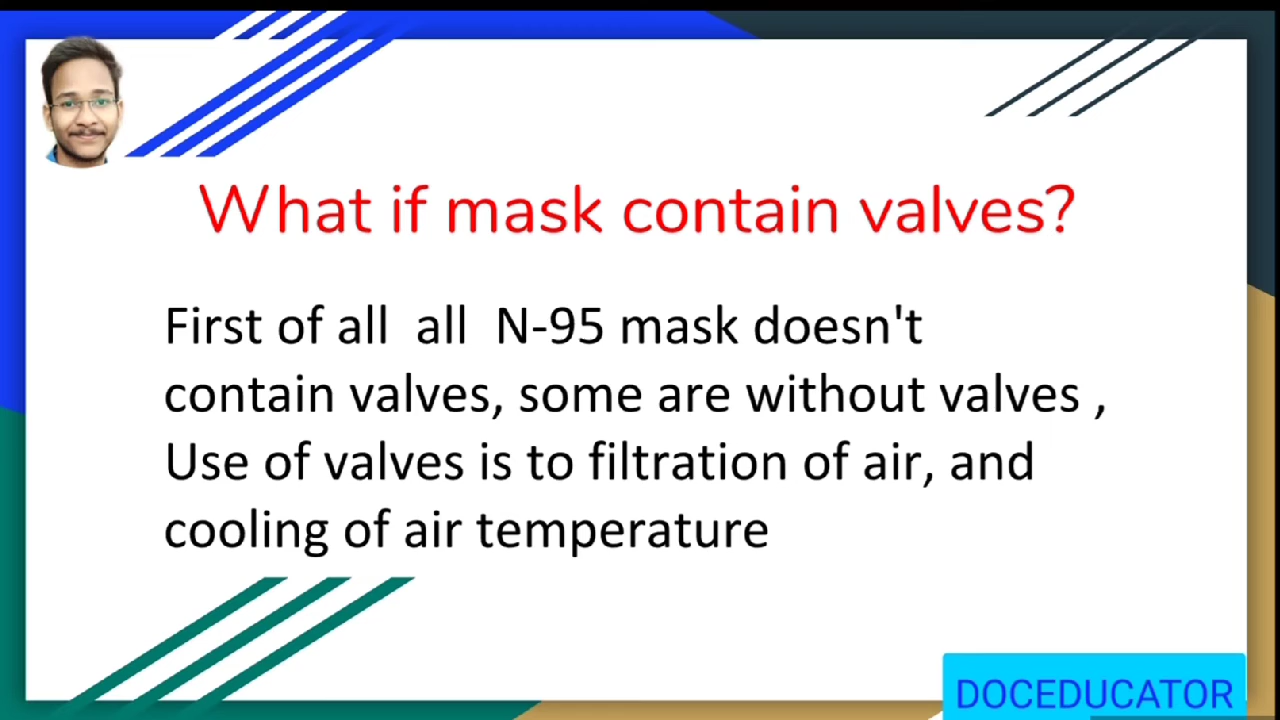 What if mask contain valves?
First of all all N-95 mask doesn't
contain valves, some are without valves ,
Use of valves is to filtration of air, and
cooling of air temperature
DOCEDUCATOR